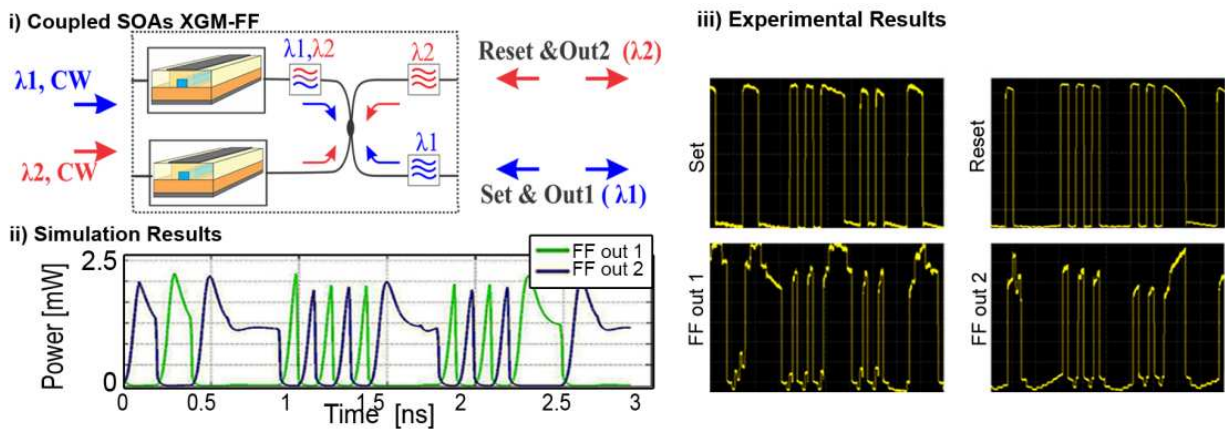 i) Coupled SOAs XGM-FF
λ1, CW
λ2, CW
λ1,λ2
λ2
λ1
Reset &Out2 (λ2)
Set & Out1 ( λ1)
ii) Simulation Results
FF out 1
FF out 2
Power [mW]
2.5
0
0 0.5 1 1.5 2 2.5 3
Time [ns]
iii) Experimental Results
Set
Reset
FF out 1
FF out 2